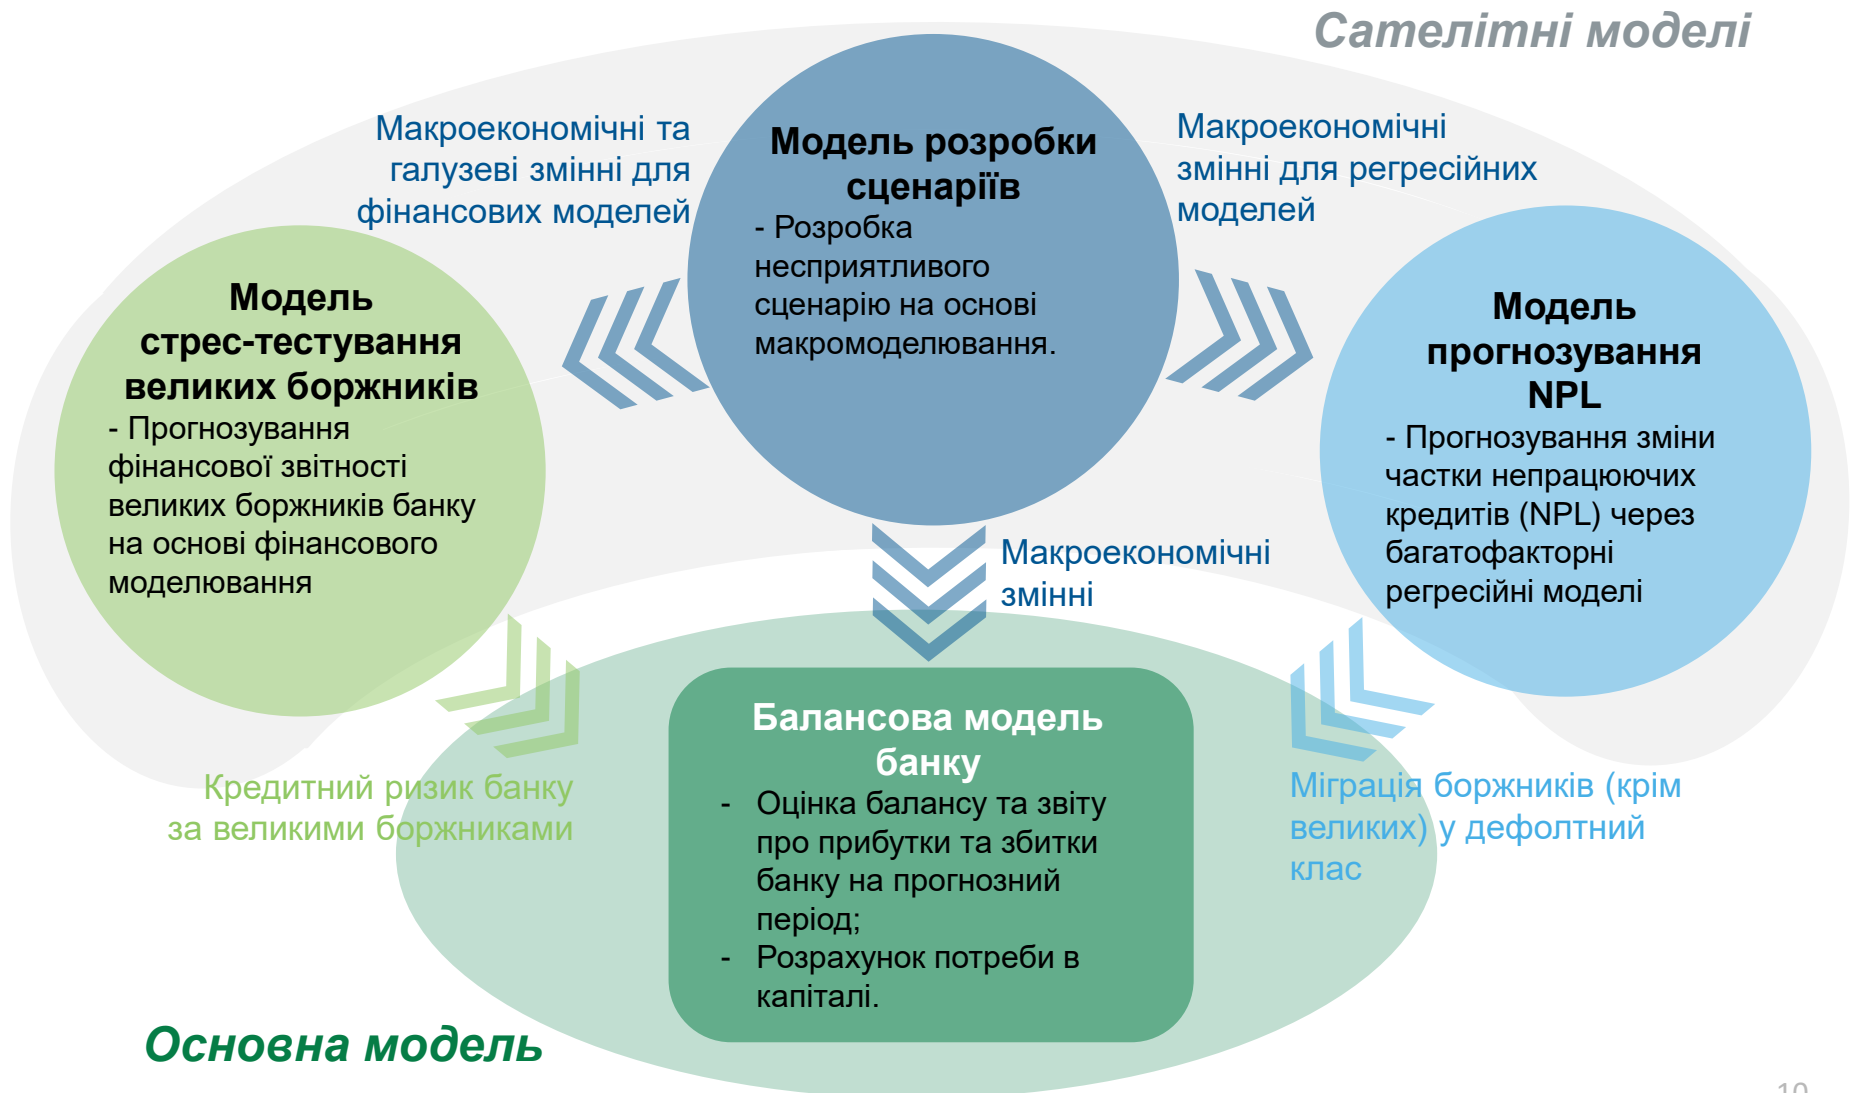 Сателітні моделі
Макроекономічні та
галузеві змінні для
фінансових моделей
Модель розробки
сценаріїв
- Розробка
несприятливого
сценарію на основі
макромоделювання.
Макроекономічні
змінні для регресійних
моделей
Модель
стрес-тестування
великих боржників
- Прогнозування
фінансової звітності
великих боржників банку
на основі фінансового
моделювання
Модель
прогнозування
NPL
- Прогнозування зміни
частки непрацюючих
кредитів (NPL) через
багатофакторні
регресійні моделі
Макроекономічні
змінні
Кредитний ризик банку
за великими боржниками
Балансова модель
банку
- Оцінка балансу та звіту
про прибутки та збитки
банку на прогнозний
період;
- Розрахунок потреби в
капіталі.
Міграція боржників (крім
великих) у дефолтний
клас
Основна модель